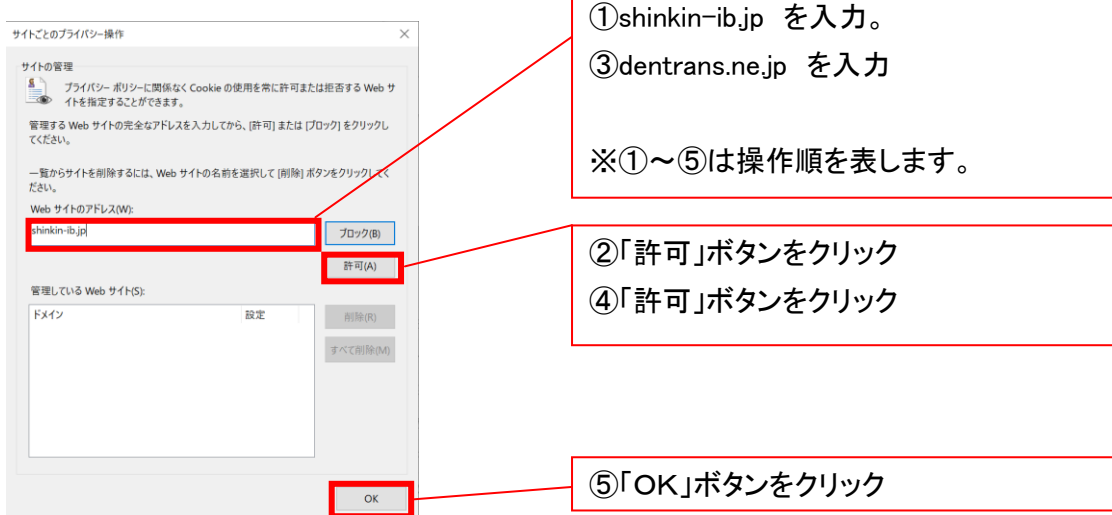 サイトごとのプライバシー操作
サイトの管理
プライバシー ポリシーに関係なく Cookie の使用を常に許可または拒否する Web サ
イトを指定することができます。
管理する Web サイトの完全なアドレスを入力してから、[許可] または [ブロック] をクリックし
てください。
一覧からサイトを削除するには、Web サイトの名前を選択して [削除] ボタンをクリックしてく
ださい。
Web サイトのアドレス(W):
shinkin-ib.jp
ブロック(B)
許可(A)
管理している Web サイト(S):
ドメイン 設定
削除(R)
すべて削除(M)
OK
①shinkin-ib.jp を入力。
③dentrans.ne.jp を入力
※①～⑤は操作順を表します。
②「許可」ボタンをクリック
④「許可」ボタンをクリック
⑤「OK」ボタンをクリック